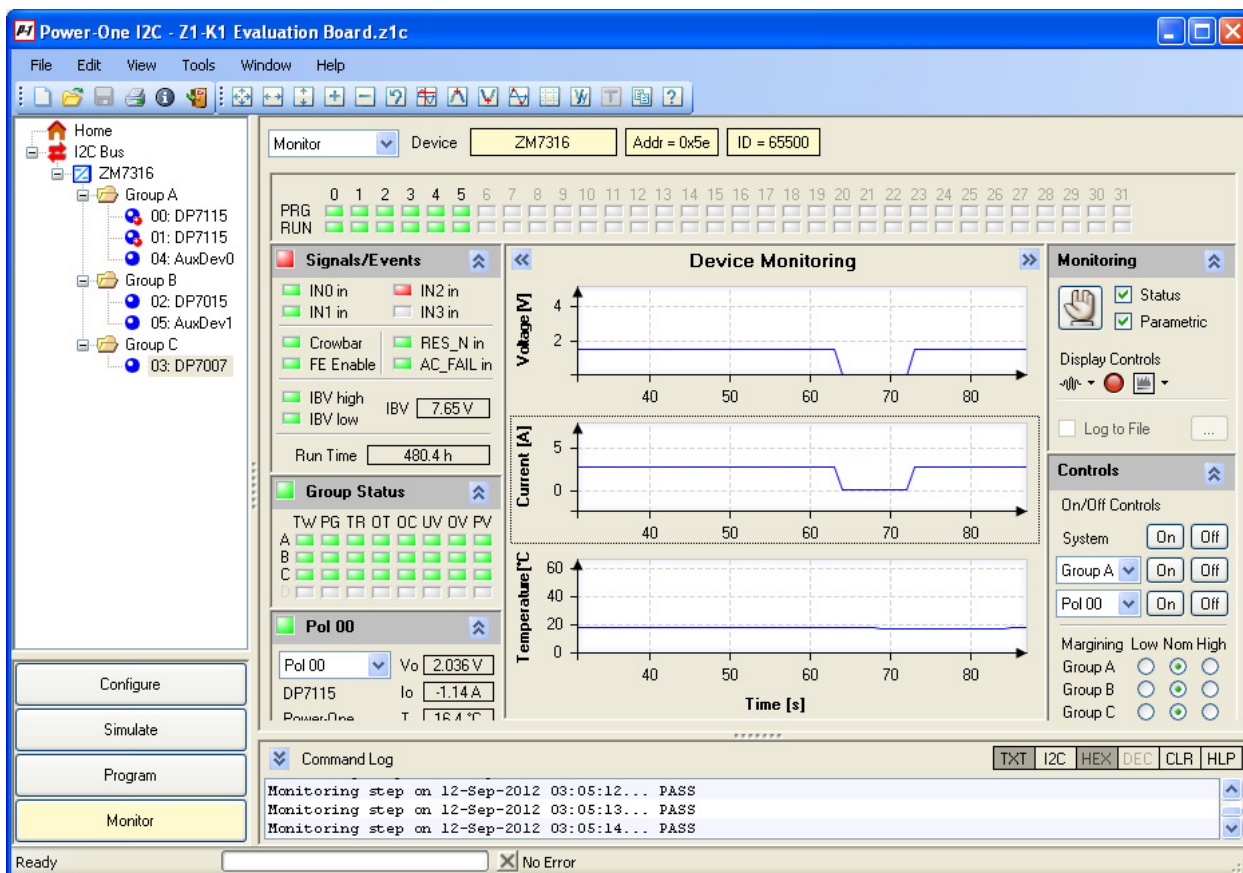 Power-One I2C - Z1-K1 Evaluation Board.z1c
File Edit View Tools Window Help
Home
I2C Bus
ZM7316
Group A
00: DP7115
01: DP7115
04: AuxDev0
Group B
02: DP7015
05: AuxDev1
Group C
03: DP7007
Configure
Simulate
Program
Monitor
Monitor Device ZM7316 Addr = 0x5e ID = 65500
0 1 2 3 4 5 6 7 8 9 10 11 12 13 14 15 16 17 18 19 20 21 22 23 24 25 26 27 28 29 30 31
PRG
RUN
Signals/Events
IN0 in IN2 in
IN1 in IN3 in
Crowbar RES_N in
FE Enable AC_FAIL in
IBV high
IBV 7.65 V
IBV low
Run Time 480.4 h
Group Status
TW PG TR OT OC UV OV PV
A
B
C
D
Pol 00
Pol 00 Vo 2.036 V
DP7115 Io -1.14 A
Power-One T 16.4 °C
Device Monitoring
Voltage [V]
4
2
40 50 60 70 80
Current [A]
5
0
40 50 60 70 80
Temperature[°C
60
40
20
0
40 50 60 70 80
Time [s]
Monitoring
Status
Parametric
Display Controls
Log to File ...
Controls
On/Off Controls
System On Off
Group A On Off
Pol 00 On Off
Margining Low Nom High
Group A
Group B
Group C
Command Log TXT I2C HEX DEC CLR HLP
Monitoring step on 12-Sep-2012 03:05:12... PASS
Monitoring step on 12-Sep-2012 03:05:13... PASS
Monitoring step on 12-Sep-2012 03:05:14... PASS
Ready No Error